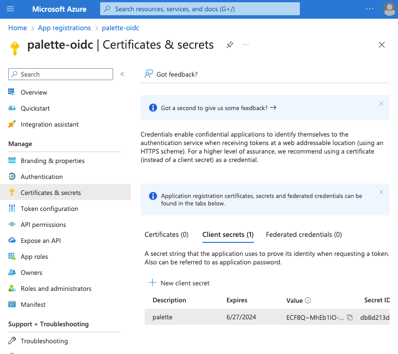 Microsoft Azure
Search resources, services, and docs (G+/)
Home > App registrations > palette-oidc
palette-oidc | Certificates & secrets
Search
Got feedback?
Overview
Quickstart
Integration assistant
Manage
Branding & properties
Authentication
Certificates & secrets
Token configuration
API permissions
Expose an API
App roles
Owners
Roles and administrators
Manifest
Support + Troubleshooting
Troubleshooting
Got a second to give us some feedback? →
Credentials enable confidential applications to identify themselves to the
authentication service when receiving tokens at a web addressable location (using an
HTTPS scheme). For a higher level of assurance, we recommend using a certificate
(instead of a client secret) as a credential.
Application registration certificates, secrets and federated credentials can be
found in the tabs below.
Certificates (0) Client secrets (1) Federated credentials (0)
A secret string that the application uses to prove its identity when requesting a token.
Also can be referred to as application password.
New client secret
Description Expires Value Secret ID
palette 6/27/2024 ECF8Q~MhEb1IO-... db8d213d